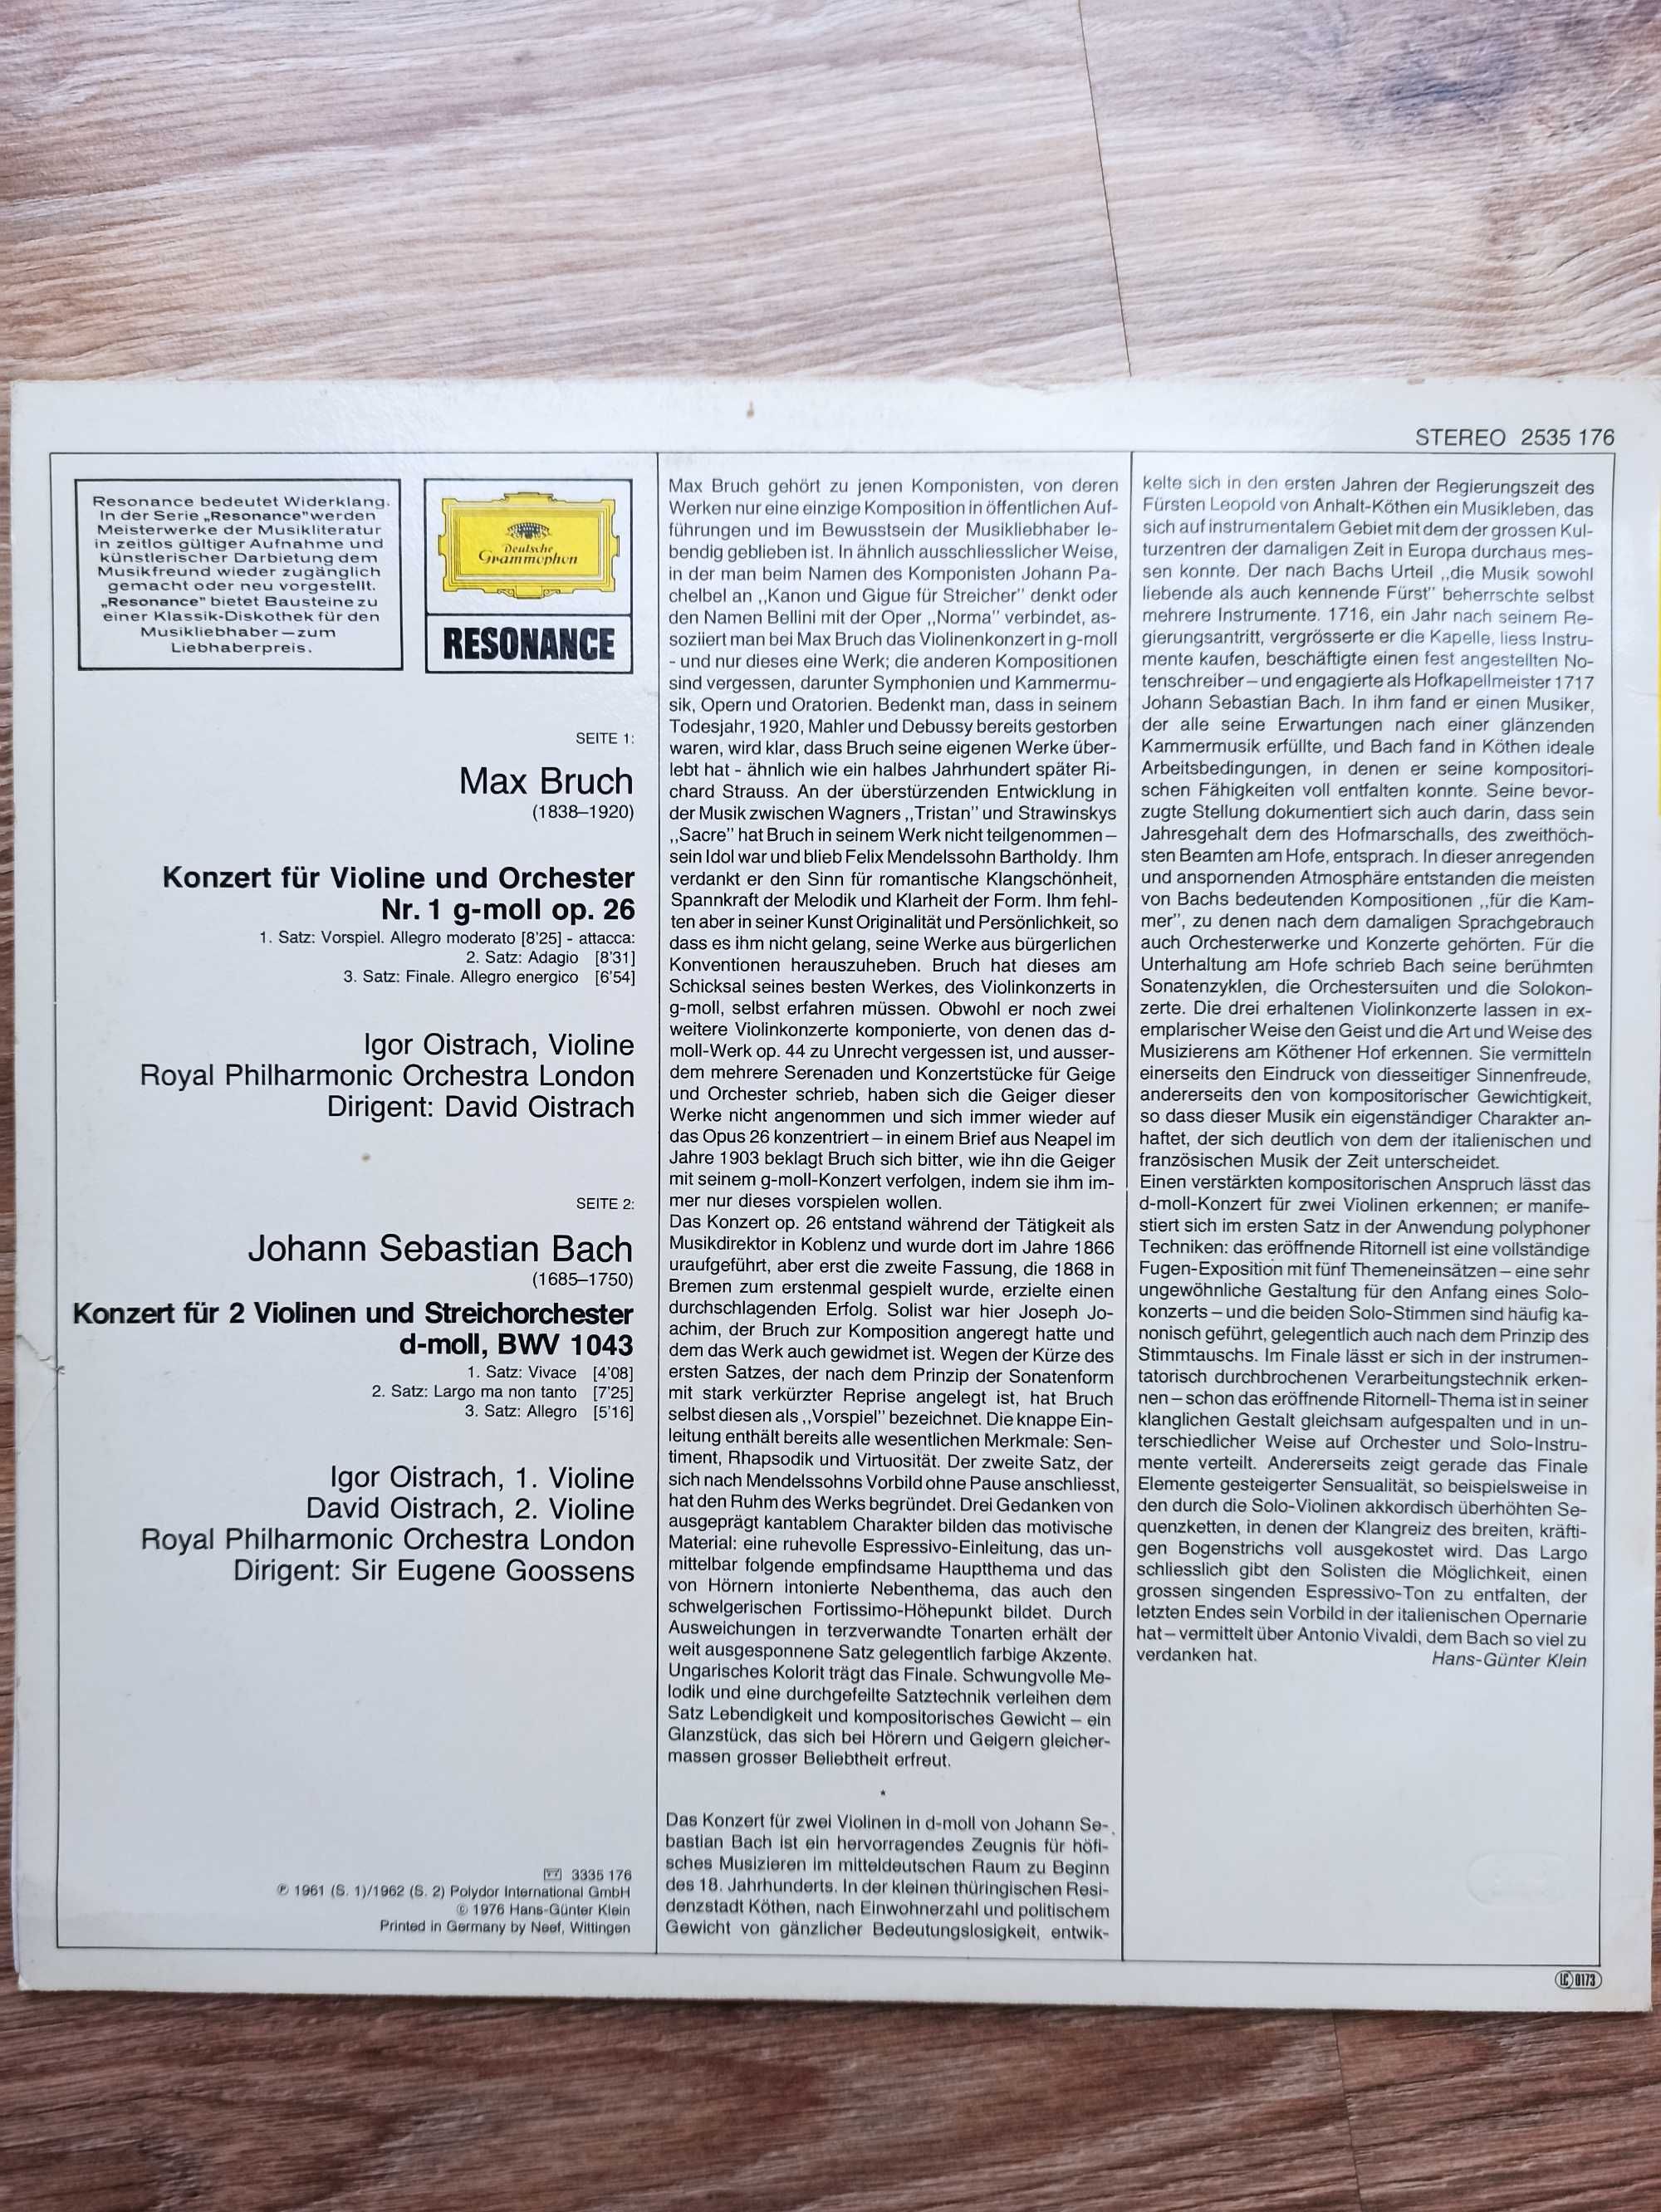 STEREO 2535 176
Resonance bedeutet Widerklang.
In der Serie „Resonance" werden
Meisterwerke der Musikliteratur
in zeitlos gültiger Aufnahme und
künstlerischer Darbietung dem
Musikfreund wieder zugänglich
gemacht oder neu vorgestellt.
„Resonance" bietet Bausteine zu
einer Klassik-Diskothek für den
Musikliebhaber—zum
Liebhaberpreis.
Deutsche
Grammophon
RESONANCE
SEITE 1:
Max Bruch
(1838–1920)
Konzert für Violine und Orchester
Nr. 1 g-moll op. 26
1. Satz: Vorspiel. Allegro moderato [8'25] - attacca:
2. Satz: Adagio [8'31]
3. Satz: Finale. Allegro energico [6'54]
Igor Oistrach, Violine
Royal Philharmonic Orchestra London
Dirigent: David Oistrach
SEITE 2:
Johann Sebastian Bach
(1685–1750)
Konzert für 2 Violinen und Streichorchester
d-moll, BWV 1043
1. Satz: Vivace [4'08]
2. Satz: Largo ma non tanto [7'25]
3. Satz: Allegro [5'16]
Igor Oistrach, 1. Violine
David Oistrach, 2. Violine
Royal Philharmonic Orchestra London
Dirigent: Sir Eugene Goossens
3335 176
℗ 1961 (S. 1)/1962 (S. 2) Polydor International GmbH
© 1976 Hans-Günter Klein
Printed in Germany by Neef, Wittingen
Max Bruch gehört zu jenen Komponisten, von deren
Werken nur eine einzige Komposition in öffentlichen Auf-
führungen und im Bewusstsein der Musikliebhaber le-
bendig geblieben ist. In ähnlich ausschliesslicher Weise,
in der man beim Namen des Komponisten Johann Pa-
chelbel an „Kanon und Gigue für Streicher" denkt oder
den Namen Bellini mit der Oper „Norma" verbindet, as-
soziiert man bei Max Bruch das Violinenkonzert in g-moll
- und nur dieses eine Werk; die anderen Kompositionen
sind vergessen, darunter Symphonien und Kammermu-
sik, Opern und Oratorien. Bedenkt man, dass in seinem
Todesjahr, 1920, Mahler und Debussy bereits gestorben
waren, wird klar, dass Bruch seine eigenen Werke über-
lebt hat - ähnlich wie ein halbes Jahrhundert später Ri-
chard Strauss. An der überstürzenden Entwicklung in
der Musik zwischen Wagners „Tristan" und Strawinskys
„Sacre" hat Bruch in seinem Werk nicht teilgenommen –
sein Idol war und blieb Felix Mendelssohn Bartholdy. Ihm
verdankt er den Sinn für romantische Klangschönheit,
Spannkraft der Melodik und Klarheit der Form. Ihm fehl-
ten aber in seiner Kunst Originalität und Persönlichkeit, so
dass es ihm nicht gelang, seine Werke aus bürgerlichen
Konventionen herauszuheben. Bruch hat dieses am
Schicksal seines besten Werkes, des Violinkonzerts in
g-moll, selbst erfahren müssen. Obwohl er noch zwei
weitere Violinkonzerte komponierte, von denen das d-
moll-Werk op. 44 zu Unrecht vergessen ist, und ausser-
dem mehrere Serenaden und Konzertstücke für Geige
und Orchester schrieb, haben sich die Geiger dieser
Werke nicht angenommen und sich immer wieder auf
das Opus 26 konzentriert – in einem Brief aus Neapel im
Jahre 1903 beklagt Bruch sich bitter, wie ihn die Geiger
mit seinem g-moll-Konzert verfolgen, indem sie ihm im-
mer nur dieses vorspielen wollen.
Das Konzert op. 26 entstand während der Tätigkeit als
Musikdirektor in Koblenz und wurde dort im Jahre 1866
uraufgeführt, aber erst die zweite Fassung, die 1868 in
Bremen zum erstenmal gespielt wurde, erzielte einen
durchschlagenden Erfolg. Solist war hier Joseph Jo-
achim, der Bruch zur Komposition angeregt hatte und
dem das Werk auch gewidmet ist. Wegen der Kürze des
ersten Satzes, der nach dem Prinzip der Sonatenform
mit stark verkürzter Reprise angelegt ist, hat Bruch
selbst diesen als „Vorspiel" bezeichnet. Die knappe Ein-
leitung enthält bereits alle wesentlichen Merkmale: Sen-
timent, Rhapsodik und Virtuosität. Der zweite Satz, der
sich nach Mendelssohns Vorbild ohne Pause anschliesst,
hat den Ruhm des Werks begründet. Drei Gedanken von
ausgeprägt kantablem Charakter bilden das motivische
Material: eine ruhevolle Espressivo-Einleitung, das un-
mittelbar folgende empfindsame Hauptthema und das
von Hörnern intonierte Nebenthema, das auch den
schwelgerischen Fortissimo-Höhepunkt bildet. Durch
Ausweichungen in terzverwandte Tonarten erhält der
weit ausgesponnene Satz gelegentlich farbige Akzente.
Ungarisches Kolorit trägt das Finale. Schwungvolle Me-
lodik und eine durchgefeilte Satztechnik verleihen dem
Satz Lebendigkeit und kompositorisches Gewicht – ein
Glanzstück, das sich bei Hörern und Geigern gleicher-
massen grosser Beliebtheit erfreut.
*
Das Konzert für zwei Violinen in d-moll von Johann Se-
bastian Bach ist ein hervorragendes Zeugnis für höfi-
sches Musizieren im mitteldeutschen Raum zu Beginn
des 18. Jahrhunderts. In der kleinen thüringischen Resi-
denzstadt Köthen, nach Einwohnerzahl und politischem
Gewicht von gänzlicher Bedeutungslosigkeit, entwik-
kelte sich in den ersten Jahren der Regierungszeit des
Fürsten Leopold von Anhalt-Köthen ein Musikleben, das
sich auf instrumentalem Gebiet mit dem der grossen Kul-
turzentren der damaligen Zeit in Europa durchaus mes-
sen konnte. Der nach Bachs Urteil „die Musik sowohl
liebende als auch kennende Fürst" beherrschte selbst
mehrere Instrumente. 1716, ein Jahr nach seinem Re-
gierungsantritt, vergrösserte er die Kapelle, liess Instru-
mente kaufen, beschäftigte einen fest angestellten No-
tenschreiber – und engagierte als Hofkapellmeister 1717
Johann Sebastian Bach. In ihm fand er einen Musiker,
der alle seine Erwartungen nach einer glänzenden
Kammermusik erfüllte, und Bach fand in Köthen ideale
Arbeitsbedingungen, in denen er seine kompositori-
schen Fähigkeiten voll entfalten konnte. Seine bevor-
zugte Stellung dokumentiert sich auch darin, dass sein
Jahresgehalt dem des Hofmarschalls, des zweithöch-
sten Beamten am Hofe, entsprach. In dieser anregenden
und anspornenden Atmosphäre entstanden die meisten
von Bachs bedeutenden Kompositionen „für die Kam-
mer", zu denen nach dem damaligen Sprachgebrauch
auch Orchesterwerke und Konzerte gehörten. Für die
Unterhaltung am Hofe schrieb Bach seine berühmten
Sonatenzyklen, die Orchestersuiten und die Solokon-
zerte. Die drei erhaltenen Violinkonzerte lassen in ex-
emplarischer Weise den Geist und die Art und Weise des
Musizierens am Köthener Hof erkennen. Sie vermitteln
einerseits den Eindruck von diesseitiger Sinnenfreude,
andererseits den von kompositorischer Gewichtigkeit,
so dass dieser Musik ein eigenständiger Charakter an-
haftet, der sich deutlich von dem der italienischen und
französischen Musik der Zeit unterscheidet.
Einen verstärkten kompositorischen Anspruch lässt das
d-moll-Konzert für zwei Violinen erkennen; er manife-
stiert sich im ersten Satz in der Anwendung polyphoner
Techniken: das eröffnende Ritornell ist eine vollständige
Fugen-Exposition mit fünf Themeneinsätzen – eine sehr
ungewöhnliche Gestaltung für den Anfang eines Solo-
konzerts – und die beiden Solo-Stimmen sind häufig ka-
nonisch geführt, gelegentlich auch nach dem Prinzip des
Stimmtauschs. Im Finale lässt er sich in der instrumen-
tatorisch durchbrochenen Verarbeitungstechnik erken-
nen – schon das eröffnende Ritornell-Thema ist in seiner
klanglichen Gestalt gleichsam aufgespalten und in un-
terschiedlicher Weise auf Orchester und Solo-Instru-
mente verteilt. Andererseits zeigt gerade das Finale
Elemente gesteigerter Sensualität, so beispielsweise in
den durch die Solo-Violinen akkordisch überhöhten Se-
quenzketten, in denen der Klangreiz des breiten, kräfti-
gen Bogenstrichs voll ausgekostet wird. Das Largo
schliesslich gibt den Solisten die Möglichkeit, einen
grossen singenden Espressivo-Ton zu entfalten, der
letzten Endes sein Vorbild in der italienischen Opernarie
hat – vermittelt über Antonio Vivaldi, dem Bach so viel zu
verdanken hat. Hans-Günter Klein
LC 0173